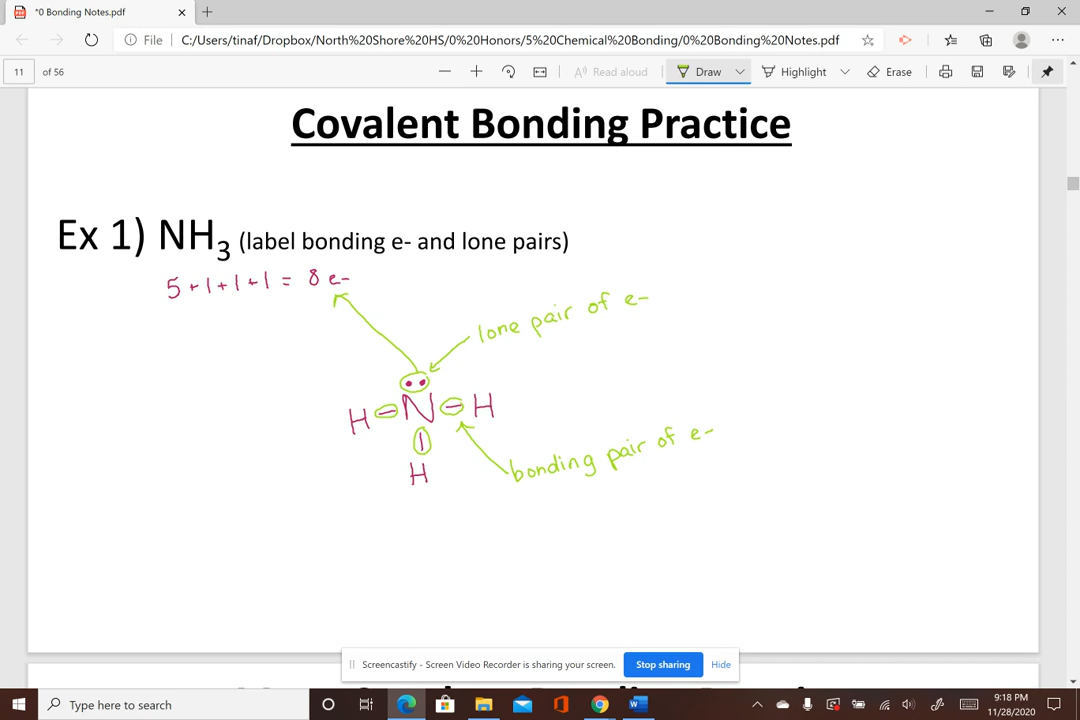 *0 Bonding Notes.pdf
File C:/Users/tinaf/Dropbox/North%20Shore%20HS/0%20Honors/5%20Chemical%20Bonding/0%20Bonding%20Notes.pdf
11 of 56 Read aloud Draw Highlight Erase
Covalent Bonding Practice
Ex 1) NH₃ (label bonding e- and lone pairs)
5+1+1+1 = 8 e-
lone pair of e-
H N H
H
bonding pair of e-
Screencastify - Screen Video Recorder is sharing your screen. Stop sharing Hide
Type here to search
9:18 PM
11/28/2020